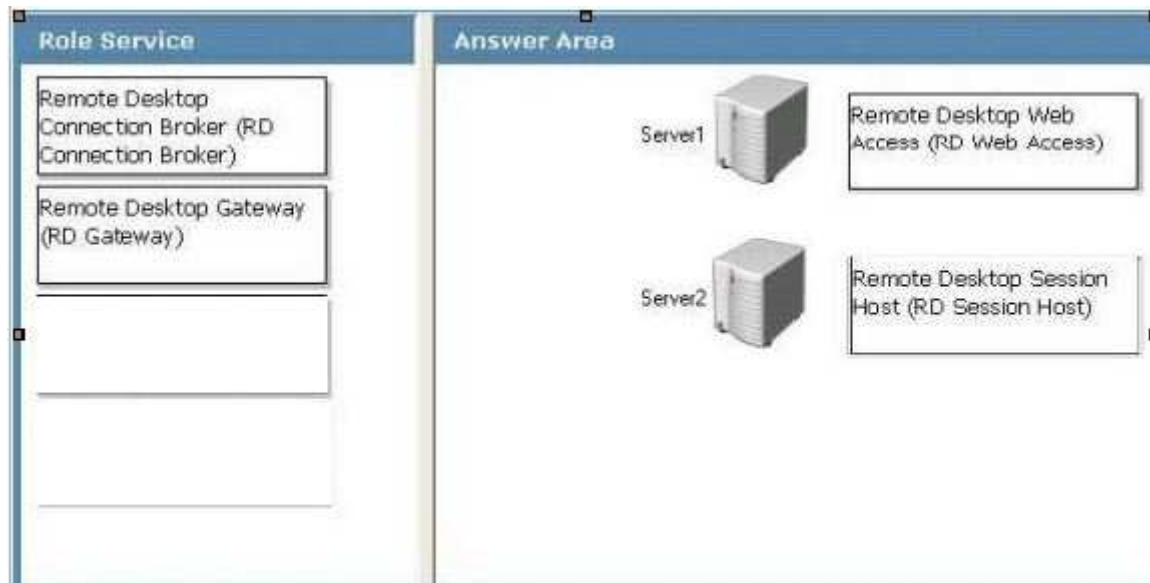 Role Service
Remote Desktop
Connection Broker (RD
Connection Broker)
Remote Desktop Gateway
(RD Gateway)
Answer Area
Server1
Remote Desktop Web
Access (RD Web Access)
Server2
Remote Desktop Session
Host (RD Session Host)